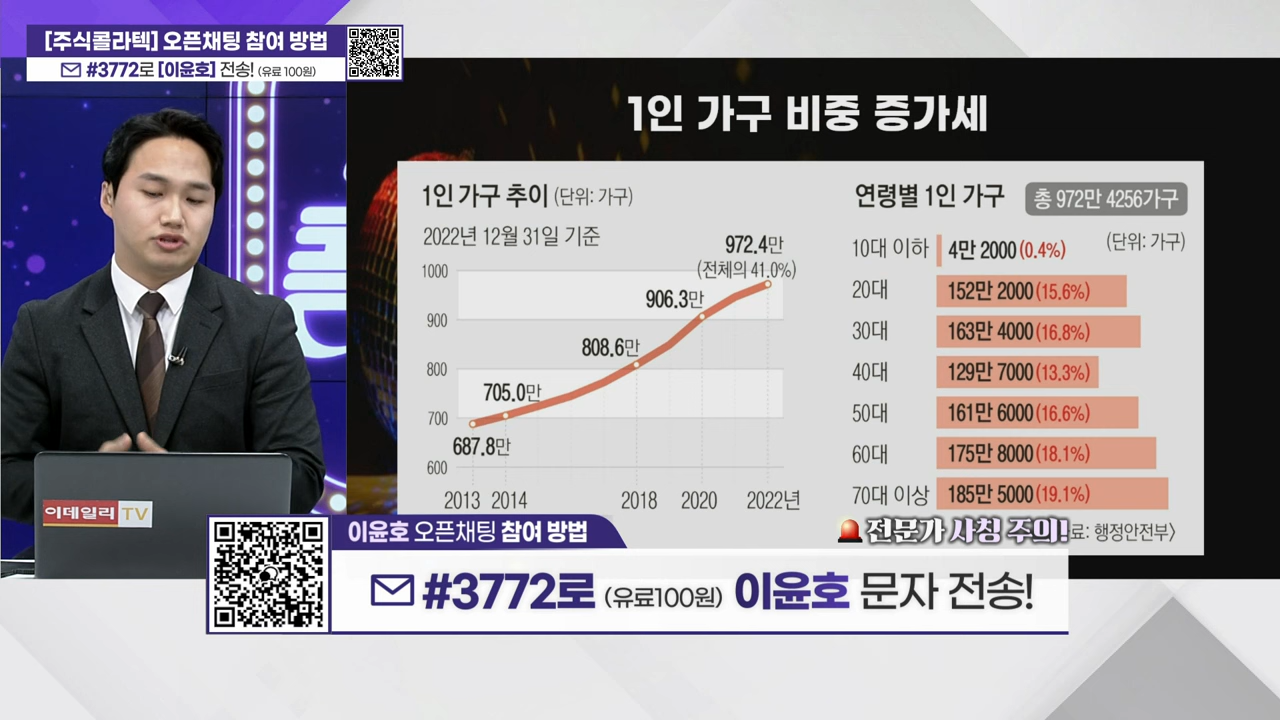 [주식콜라텍] 오픈채팅 참여 방법
#3772로 [이윤호] 전송! (유료 100원)
1인 가구 비중 증가세
1인 가구 추이 (단위: 가구)
2022년 12월 31일 기준
1000
900
800
700
600
687.8만
705.0만
808.6만
906.3만
972.4만
(전체의 41.0%)
2013 2014 2018 2020 2022년
연령별 1인 가구 총 972만 4256가구
(단위: 가구)
10대 이하 4만 2000 (0.4%)
20대 152만 2000 (15.6%)
30대 163만 4000 (16.8%)
40대 129만 7000 (13.3%)
50대 161만 6000 (16.6%)
60대 175만 8000 (18.1%)
70대 이상 185만 5000 (19.1%)
료: 행정안전부〉
이데일리 TV
전문가 사칭 주의!
이윤호 오픈채팅 참여 방법
#3772로 (유료100원) 이윤호 문자 전송!